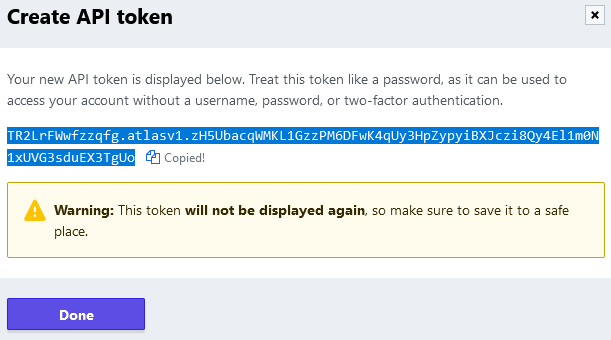 Create API token
Your new API token is displayed below. Treat this token like a password, as it can be used to
access your account without a username, password, or two-factor authentication.
TR2LrFWwfzzqfg.atlasv1.zH5UbacqWMKL1GzzPM6DFwK4qUy3HpZypyiBXJczi8Qy4El1m0N
1xUVG3sduEX3TgUo Copied!
Warning: This token will not be displayed again, so make sure to save it to a safe
place.
Done